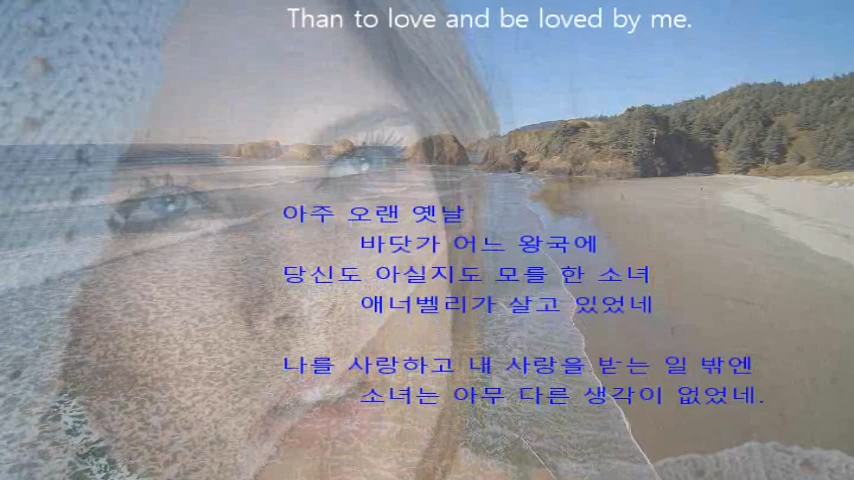 Than to love and be loved by me.
아주 오랜 옛날
바닷가 어느 왕국에
당신도 아실지도 모를 한 소녀
애너벨리가 살고 있었네
나를 사랑하고 내 사랑을 받는 일 밖엔
소녀는 아무 다른 생각이 없었네.